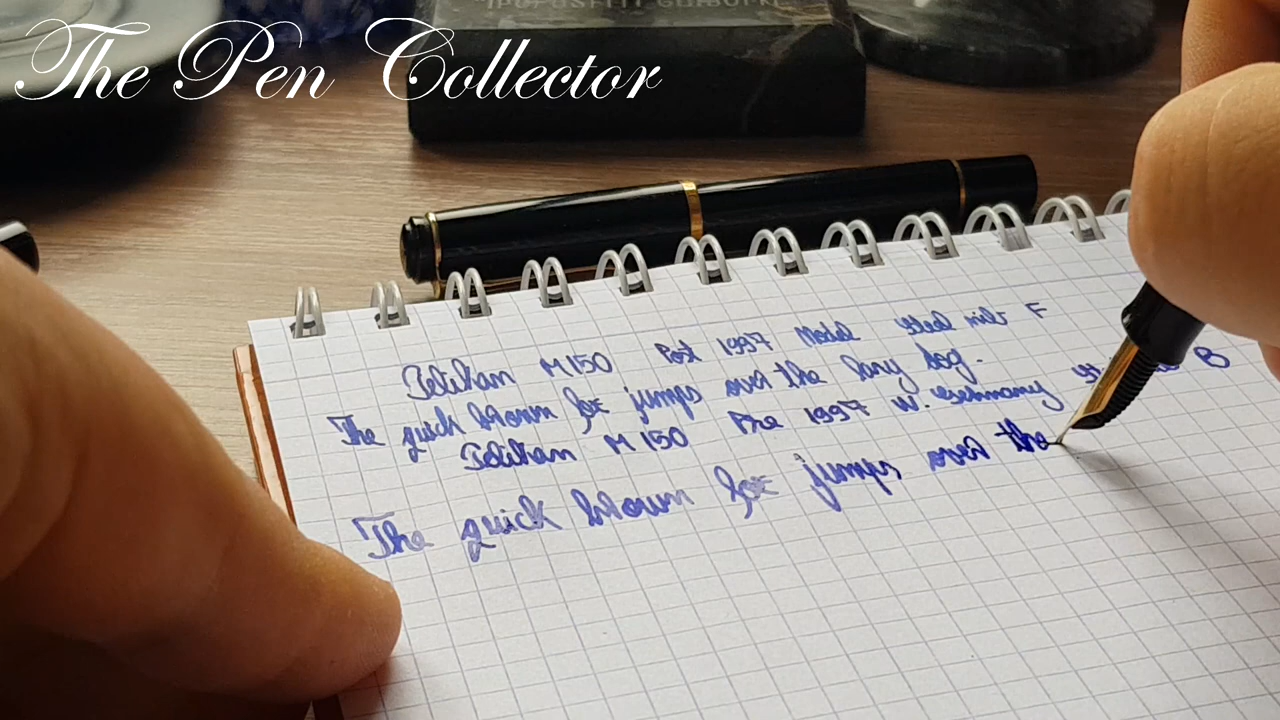 The Pen Collector
Pelikan M150 Post 1997 Model Steel nib F
The quick brown fox jumps over the lazy dog.
Pelikan M150 Pre 1997 W. Germany B
The quick brown fox jumps over the